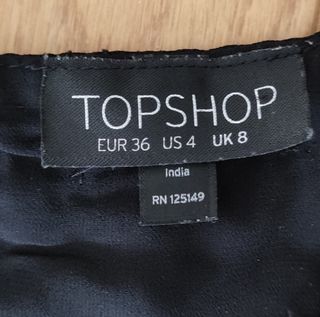 TOPSHOP
EUR 36 US 4 UK 8
India
RN 125149